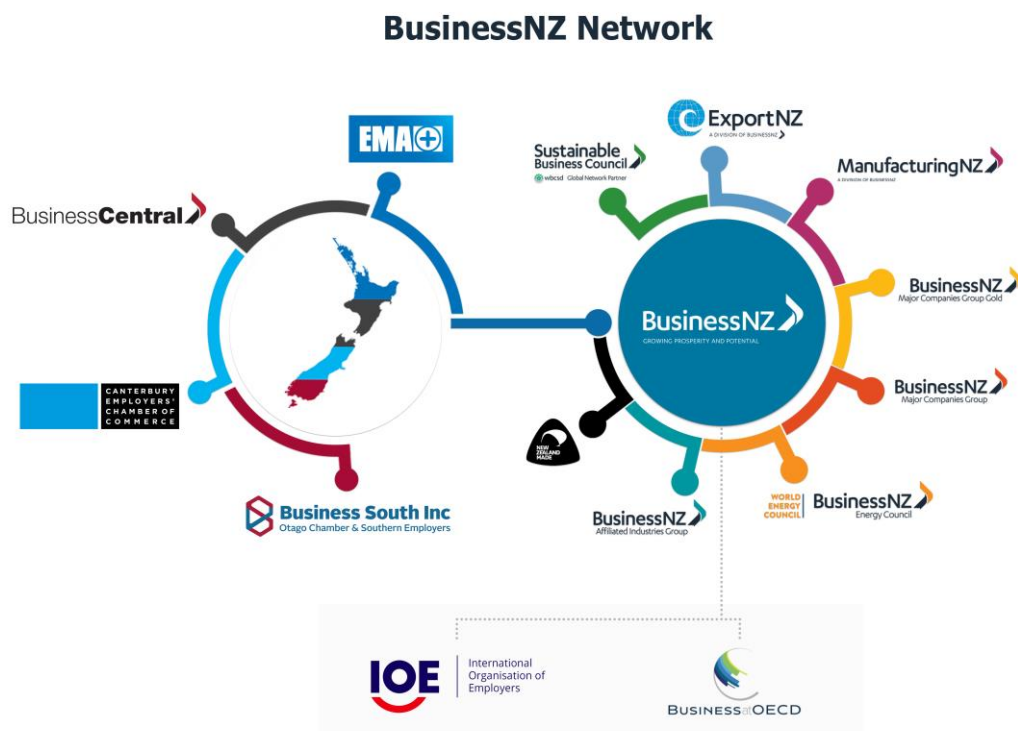 BusinessNZ Network
EMA
BusinessCentral
CANTERBURY
EMPLOYERS'
CHAMBER OF
COMMERCE
Business South Inc
Otago Chamber & Southern Employers
Sustainable
Business Council
wbcsd Global Network Partner
ExportNZ
A DIVISION OF BUSINESSNZ
ManufacturingNZ
A DIVISION OF BUSINESSNZ
BusinessNZ
Major Companies Group Gold
BusinessNZ
Major Companies Group
BusinessNZ
GROWING PROSPERITY AND POTENTIAL
NEW
ZEALAND
MADE
BusinessNZ
Affiliated Industries Group
WORLD
ENERGY
COUNCIL
BusinessNZ
Energy Council
IOE
International
Organisation of
Employers
BUSINESSatOECD